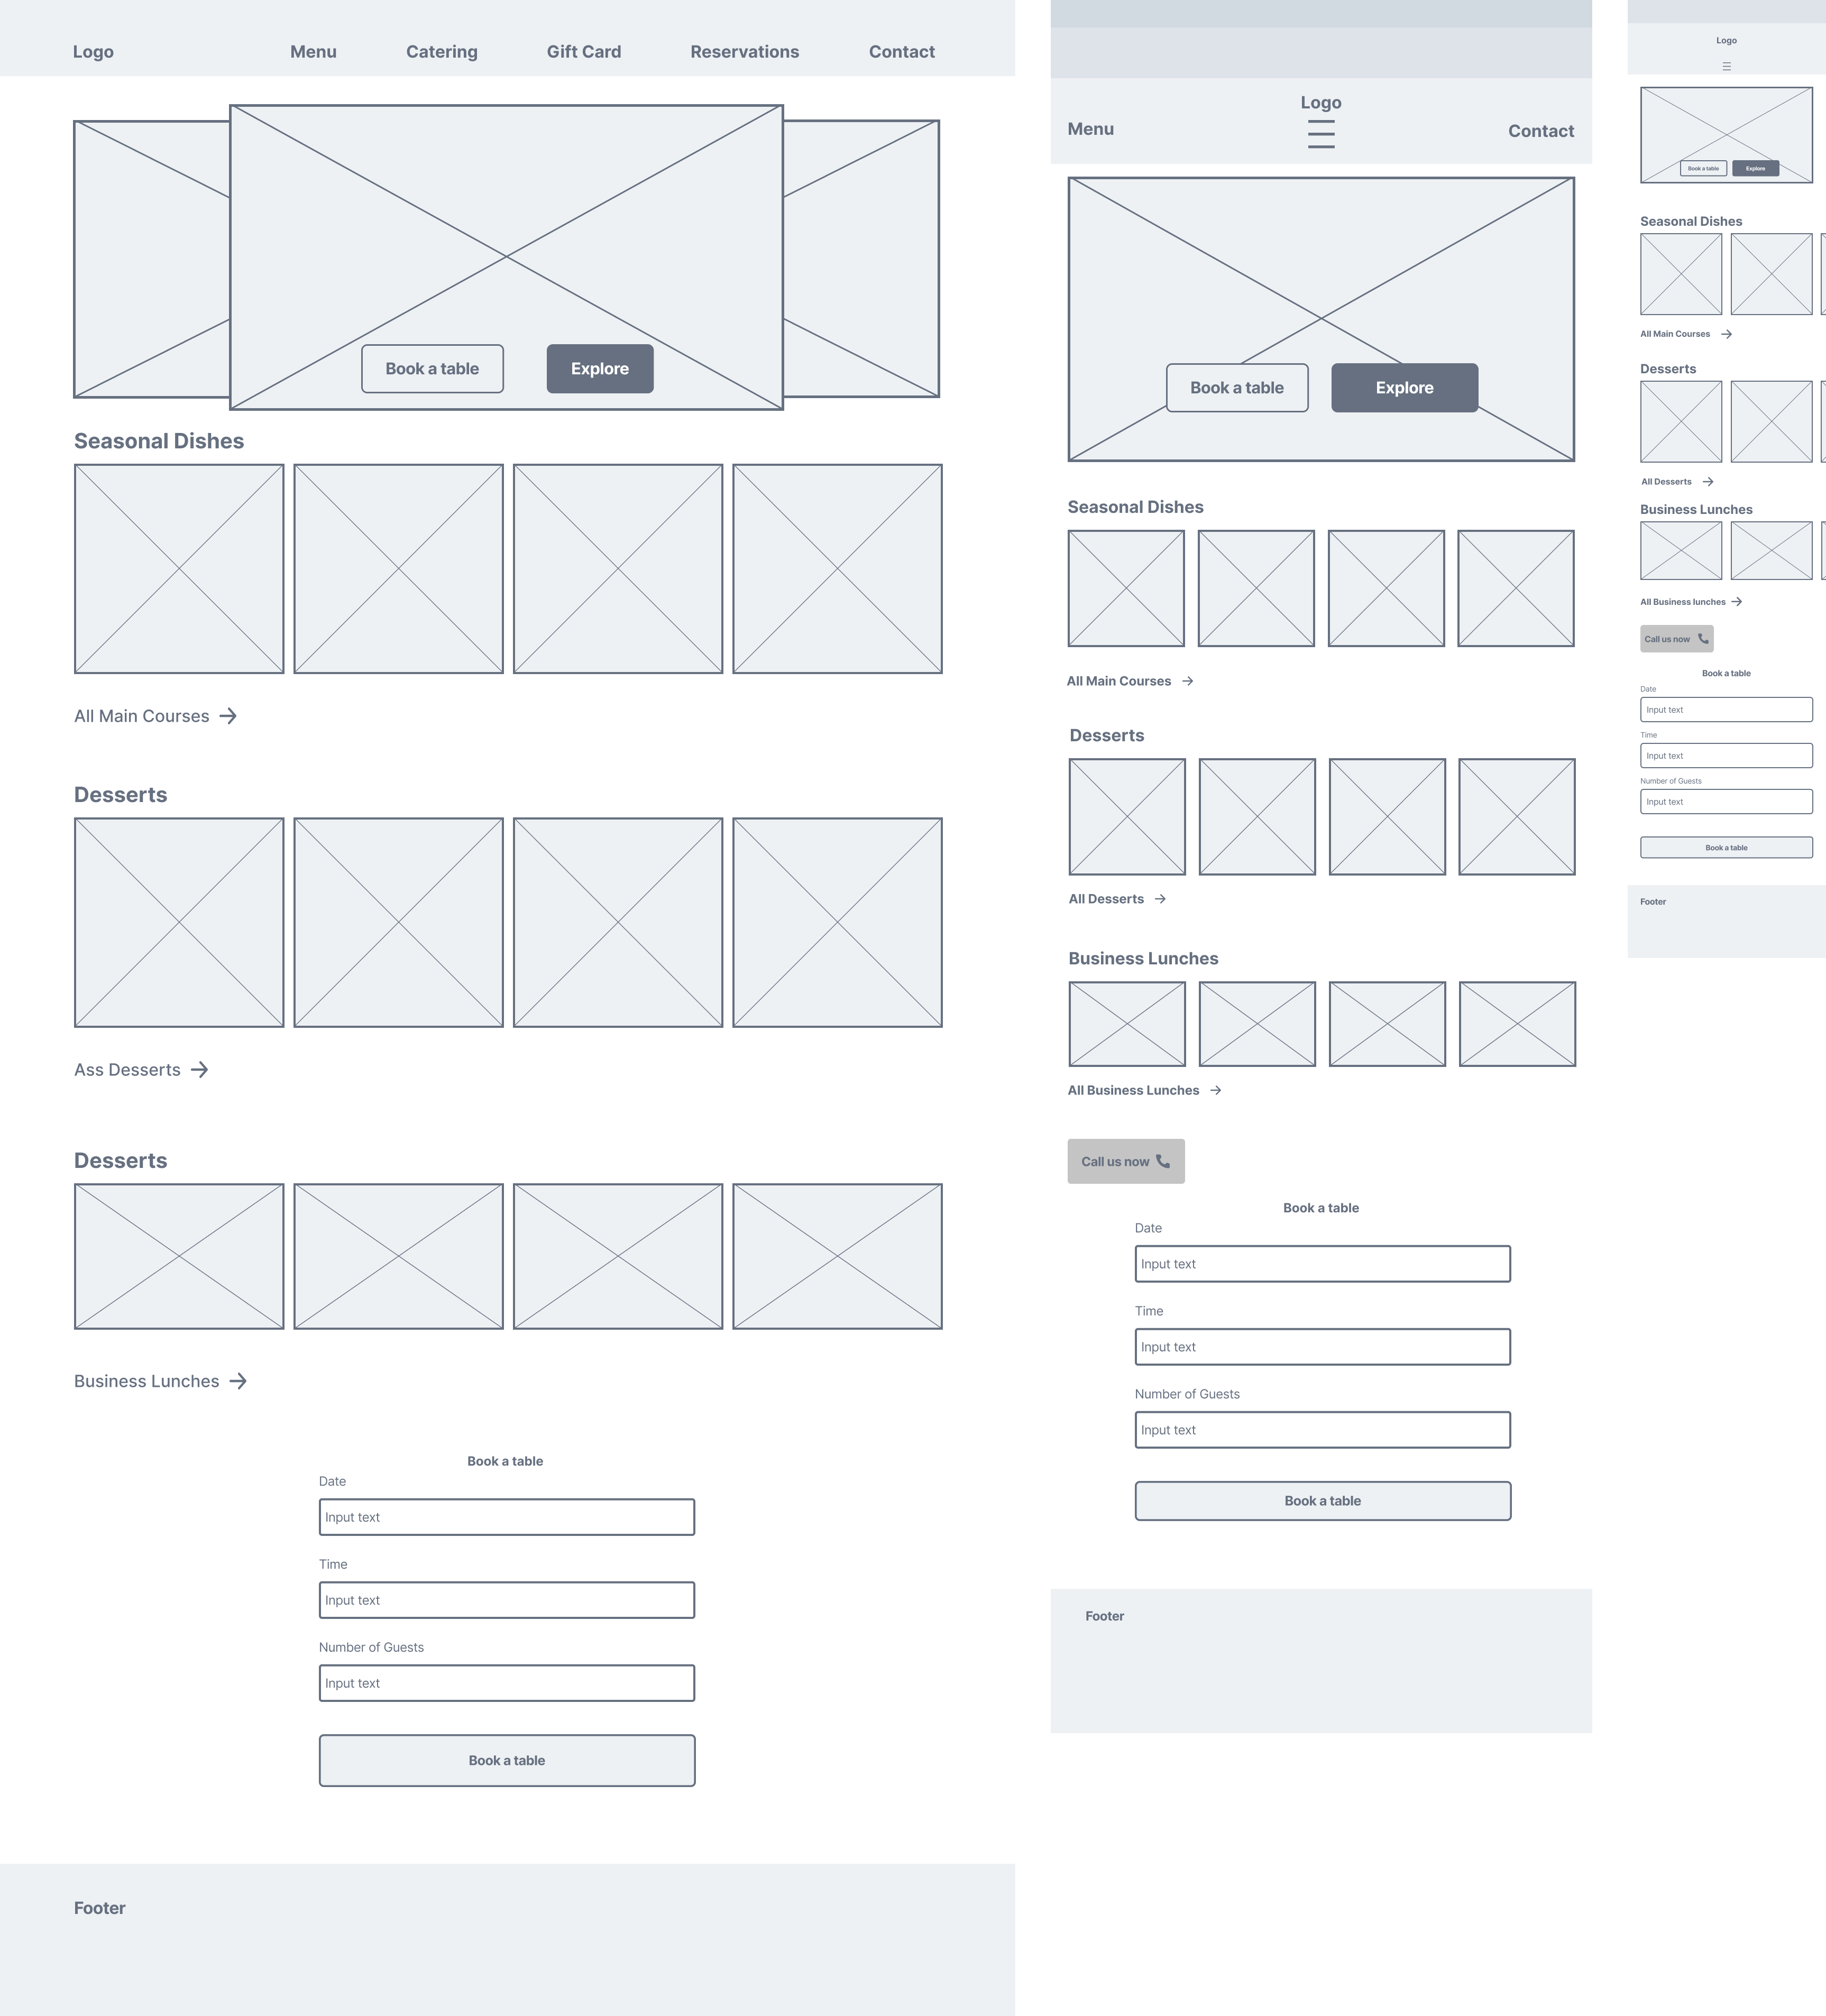 Logo
Menu
Catering
Gift Card
Reservations
Contact
Book a table
Explore
Seasonal Dishes
All Main Courses
Desserts
Ass Desserts
Desserts
Business Lunches
Book a table
Date
Input text
Time
Input text
Number of Guests
Input text
Book a table
Footer
Logo
Menu
Contact
Book a table
Explore
Seasonal Dishes
All Main Courses
Desserts
All Desserts
Business Lunches
All Business Lunches
Call us now
Book a table
Date
Input text
Time
Input text
Number of Guests
Input text
Book a table
Footer
Logo
Book a table
Explore
Seasonal Dishes
All Main Courses
Desserts
All Desserts
Business Lunches
All Business lunches
Call us now
Book a table
Date
Input text
Time
Input text
Number of Guests
Input text
Book a table
Footer